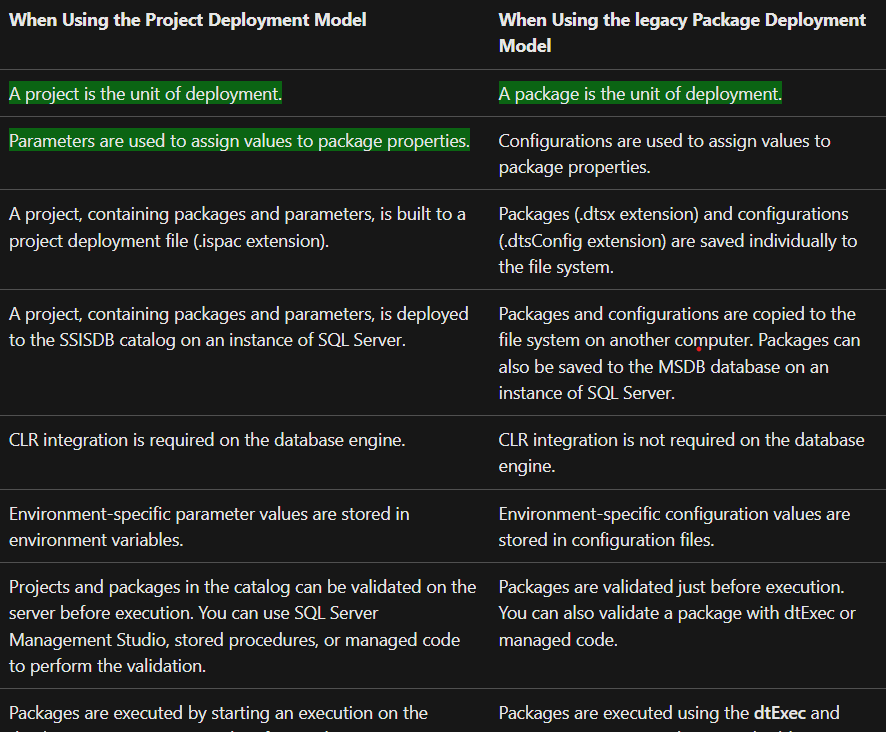 When Using the Project Deployment Model
When Using the legacy Package Deployment
Model
A project is the unit of deployment.
A package is the unit of deployment.
Parameters are used to assign values to package properties.
Configurations are used to assign values to
package properties.
A project, containing packages and parameters, is built to a
project deployment file (.ispac extension).
Packages (.dtsx extension) and configurations
(.dtsConfig extension) are saved individually to
the file system.
A project, containing packages and parameters, is deployed
to the SSISDB catalog on an instance of SQL Server.
Packages and configurations are copied to the
file system on another computer. Packages can
also be saved to the MSDB database on an
instance of SQL Server.
CLR integration is required on the database engine.
CLR integration is not required on the database
engine.
Environment-specific parameter values are stored in
environment variables.
Environment-specific configuration values are
stored in configuration files.
Projects and packages in the catalog can be validated on the
server before execution. You can use SQL Server
Management Studio, stored procedures, or managed code
to perform the validation.
Packages are validated just before execution.
You can also validate a package with dtExec or
managed code.
Packages are executed by starting an execution on the
Packages are executed using the dtExec and